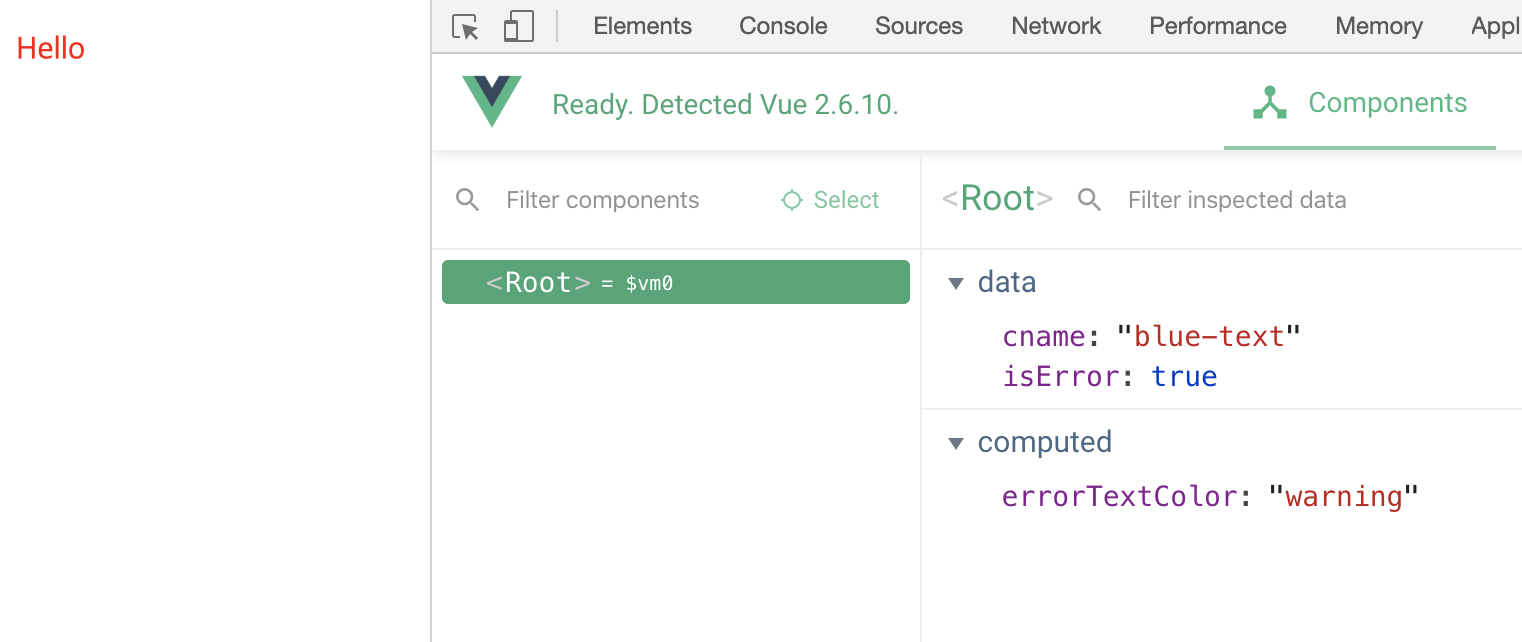 Hello
Elements Console Sources Network Performance Memory Appl
Ready. Detected Vue 2.6.10.
Components
Filter components
Select
<Root>
Filter inspected data
<Root> = $vm0
data
cname: "blue-text"
isError: true
computed
errorTextColor: "warning"